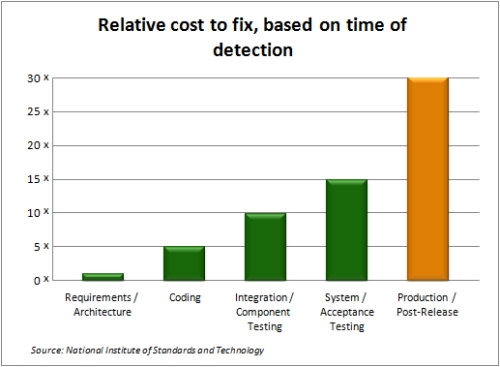 Relative cost to fix, based on time of
detection
30 x
25 x
20 x
15 x
10 x
5 x
0 x
Requirements /
Architecture
Coding
Integration /
Component
Testing
System /
Acceptance
Testing
Production /
Post-Release
Source: National Institute of Standards and Technology